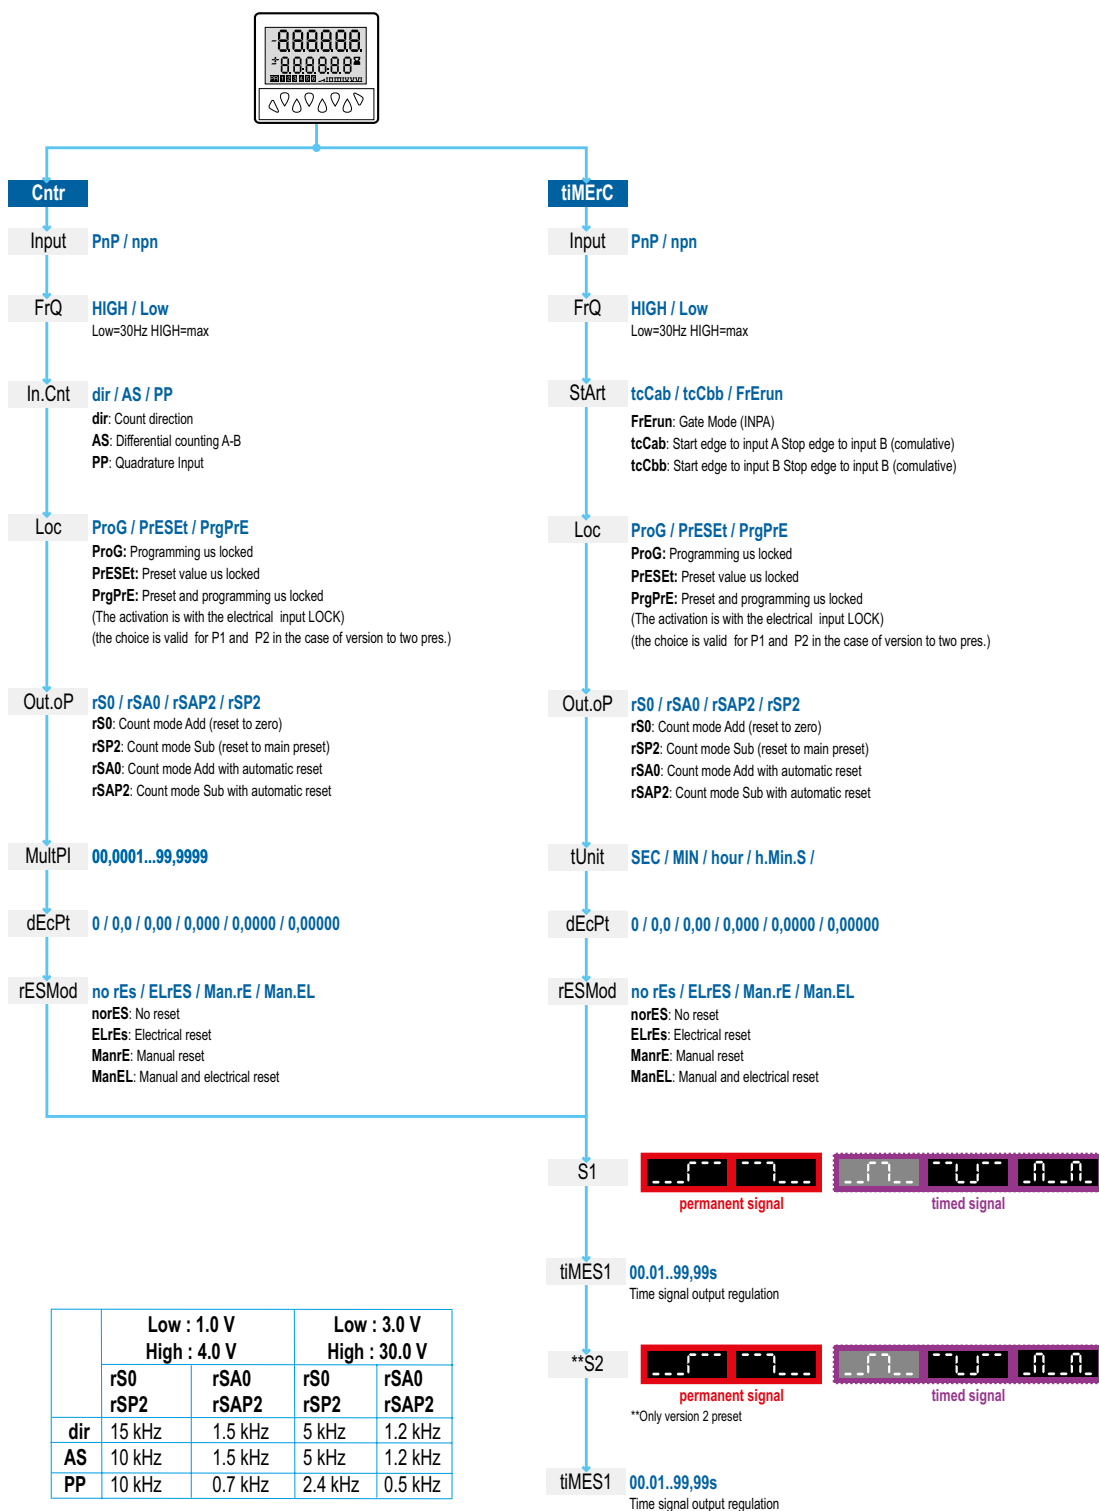 -8.8.8.8.8.8.
±8.8.8.8.8.8
Cntr
Input PnP / npn
FrQ HIGH / Low
Low=30Hz HIGH=max
In.Cnt dir / AS / PP
dir: Count direction
AS: Differential counting A-B
PP: Quadrature Input
Loc ProG / PrESEt / PrgPrE
ProG: Programming us locked
PrESEt: Preset value us locked
PrgPrE: Preset and programming us locked
(The activation is with the electrical input LOCK)
(the choice is valid for P1 and P2 in the case of version to two pres.)
Out.oP rS0 / rSA0 / rSAP2 / rSP2
rS0: Count mode Add (reset to zero)
rSP2: Count mode Sub (reset to main preset)
rSA0: Count mode Add with automatic reset
rSAP2: Count mode Sub with automatic reset
MultPl 00,0001...99,9999
dEcPt 0 / 0,0 / 0,00 / 0,000 / 0,0000 / 0,00000
rESMod no rEs / ELrES / Man.rE / Man.EL
norES: No reset
ELrEs: Electrical reset
ManrE: Manual reset
ManEL: Manual and electrical reset
tiMErC
Input PnP / npn
FrQ HIGH / Low
Low=30Hz HIGH=max
StArt tcCab / tcCbb / FrErun
FrErun: Gate Mode (INPA)
tcCab: Start edge to input A Stop edge to input B (comulative)
tcCbb: Start edge to input B Stop edge to input B (comulative)
Loc ProG / PrESEt / PrgPrE
ProG: Programming us locked
PrESEt: Preset value us locked
PrgPrE: Preset and programming us locked
(The activation is with the electrical input LOCK)
(the choice is valid for P1 and P2 in the case of version to two pres.)
Out.oP rS0 / rSA0 / rSAP2 / rSP2
rS0: Count mode Add (reset to zero)
rSP2: Count mode Sub (reset to main preset)
rSA0: Count mode Add with automatic reset
rSAP2: Count mode Sub with automatic reset
tUnit SEC / MIN / hour / h.Min.S /
dEcPt 0 / 0,0 / 0,00 / 0,000 / 0,0000 / 0,00000
rESMod no rEs / ELrES / Man.rE / Man.EL
norES: No reset
ELrEs: Electrical reset
ManrE: Manual reset
ManEL: Manual and electrical reset
S1
permanent signal timed signal
tiMES1 00.01..99,99s
Time signal output regulation
**S2
permanent signal timed signal
**Only version 2 preset
tiMES1 00.01..99,99s
Time signal output regulation
Low : 1.0 V Low : 3.0 V
High : 4.0 V High : 30.0 V
rS0 rSA0 rS0 rSA0
rSP2 rSAP2 rSP2 rSAP2
dir 15 kHz 1.5 kHz 5 kHz 1.2 kHz
AS 10 kHz 1.5 kHz 5 kHz 1.2 kHz
PP 10 kHz 0.7 kHz 2.4 kHz 0.5 kHz